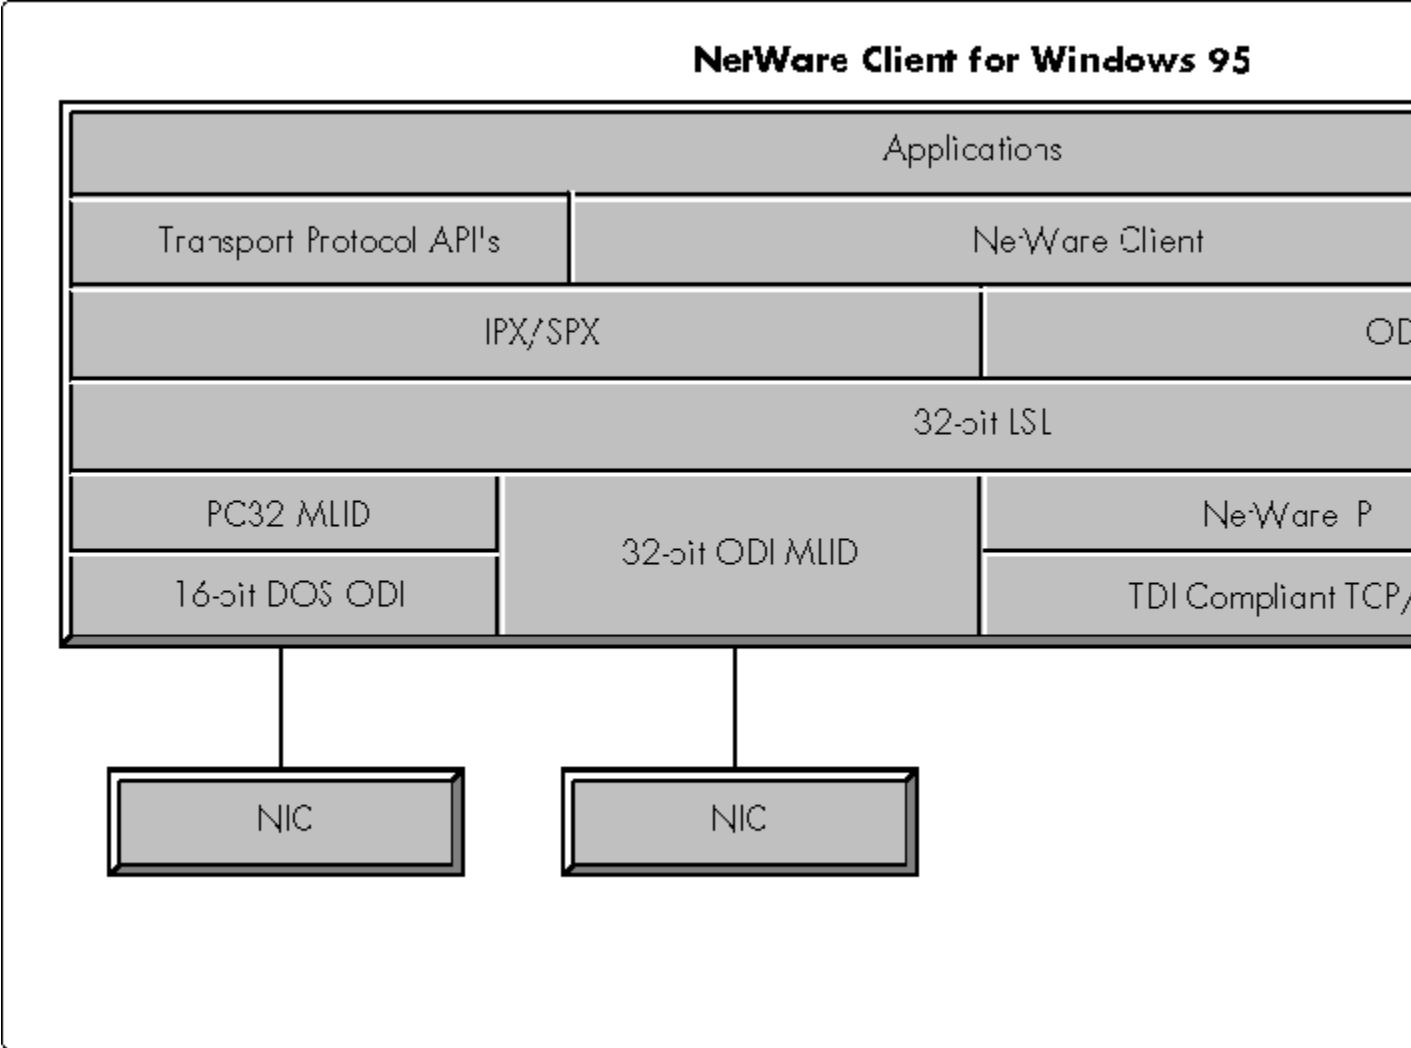 NetWare Client for Windows 95
Applications
Transport Protocol API's
NetWare Client
IPX/SPX
OD
32-bit LSL
PC32 MLID
32-bit ODI MLID
NetWare IP
16-bit DOS ODI
TDI Compliant TCP/
NIC
NIC